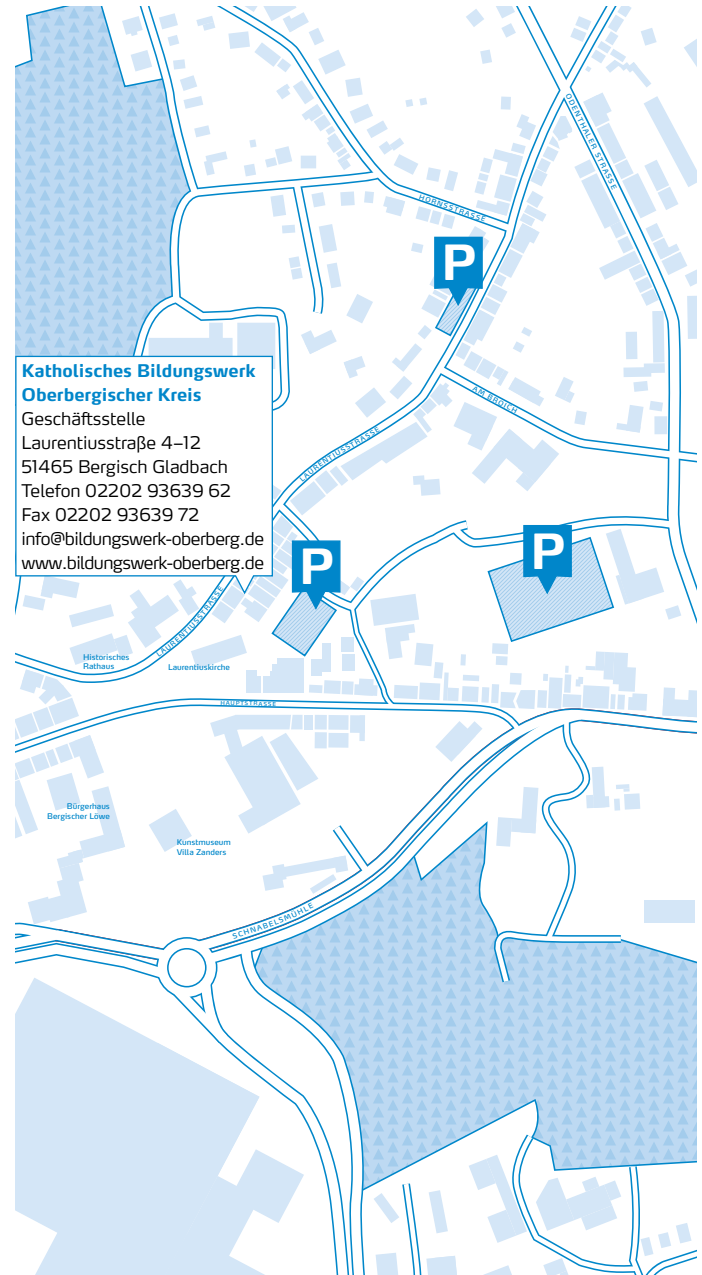 ODENTHALER STRASSE
HORNSSTRASSE
P
Katholisches Bildungswerk
Oberbergischer Kreis
Geschäftsstelle
Laurentiusstraße 4–12
51465 Bergisch Gladbach
Telefon 02202 93639 62
Fax 02202 93639 72
info@bildungswerk-oberberg.de
www.bildungswerk-oberberg.de
AM BROICH
LAURENTIUSSTRASSE
P
P
LAURENTIUSSTRASSE
Historisches
Rathaus
Laurentiuskirche
HAUPTSTRASSE
Bürgerhaus
Bergischer Löwe
Kunstmuseum
Villa Zanders
SCHNABELSMÜHLE